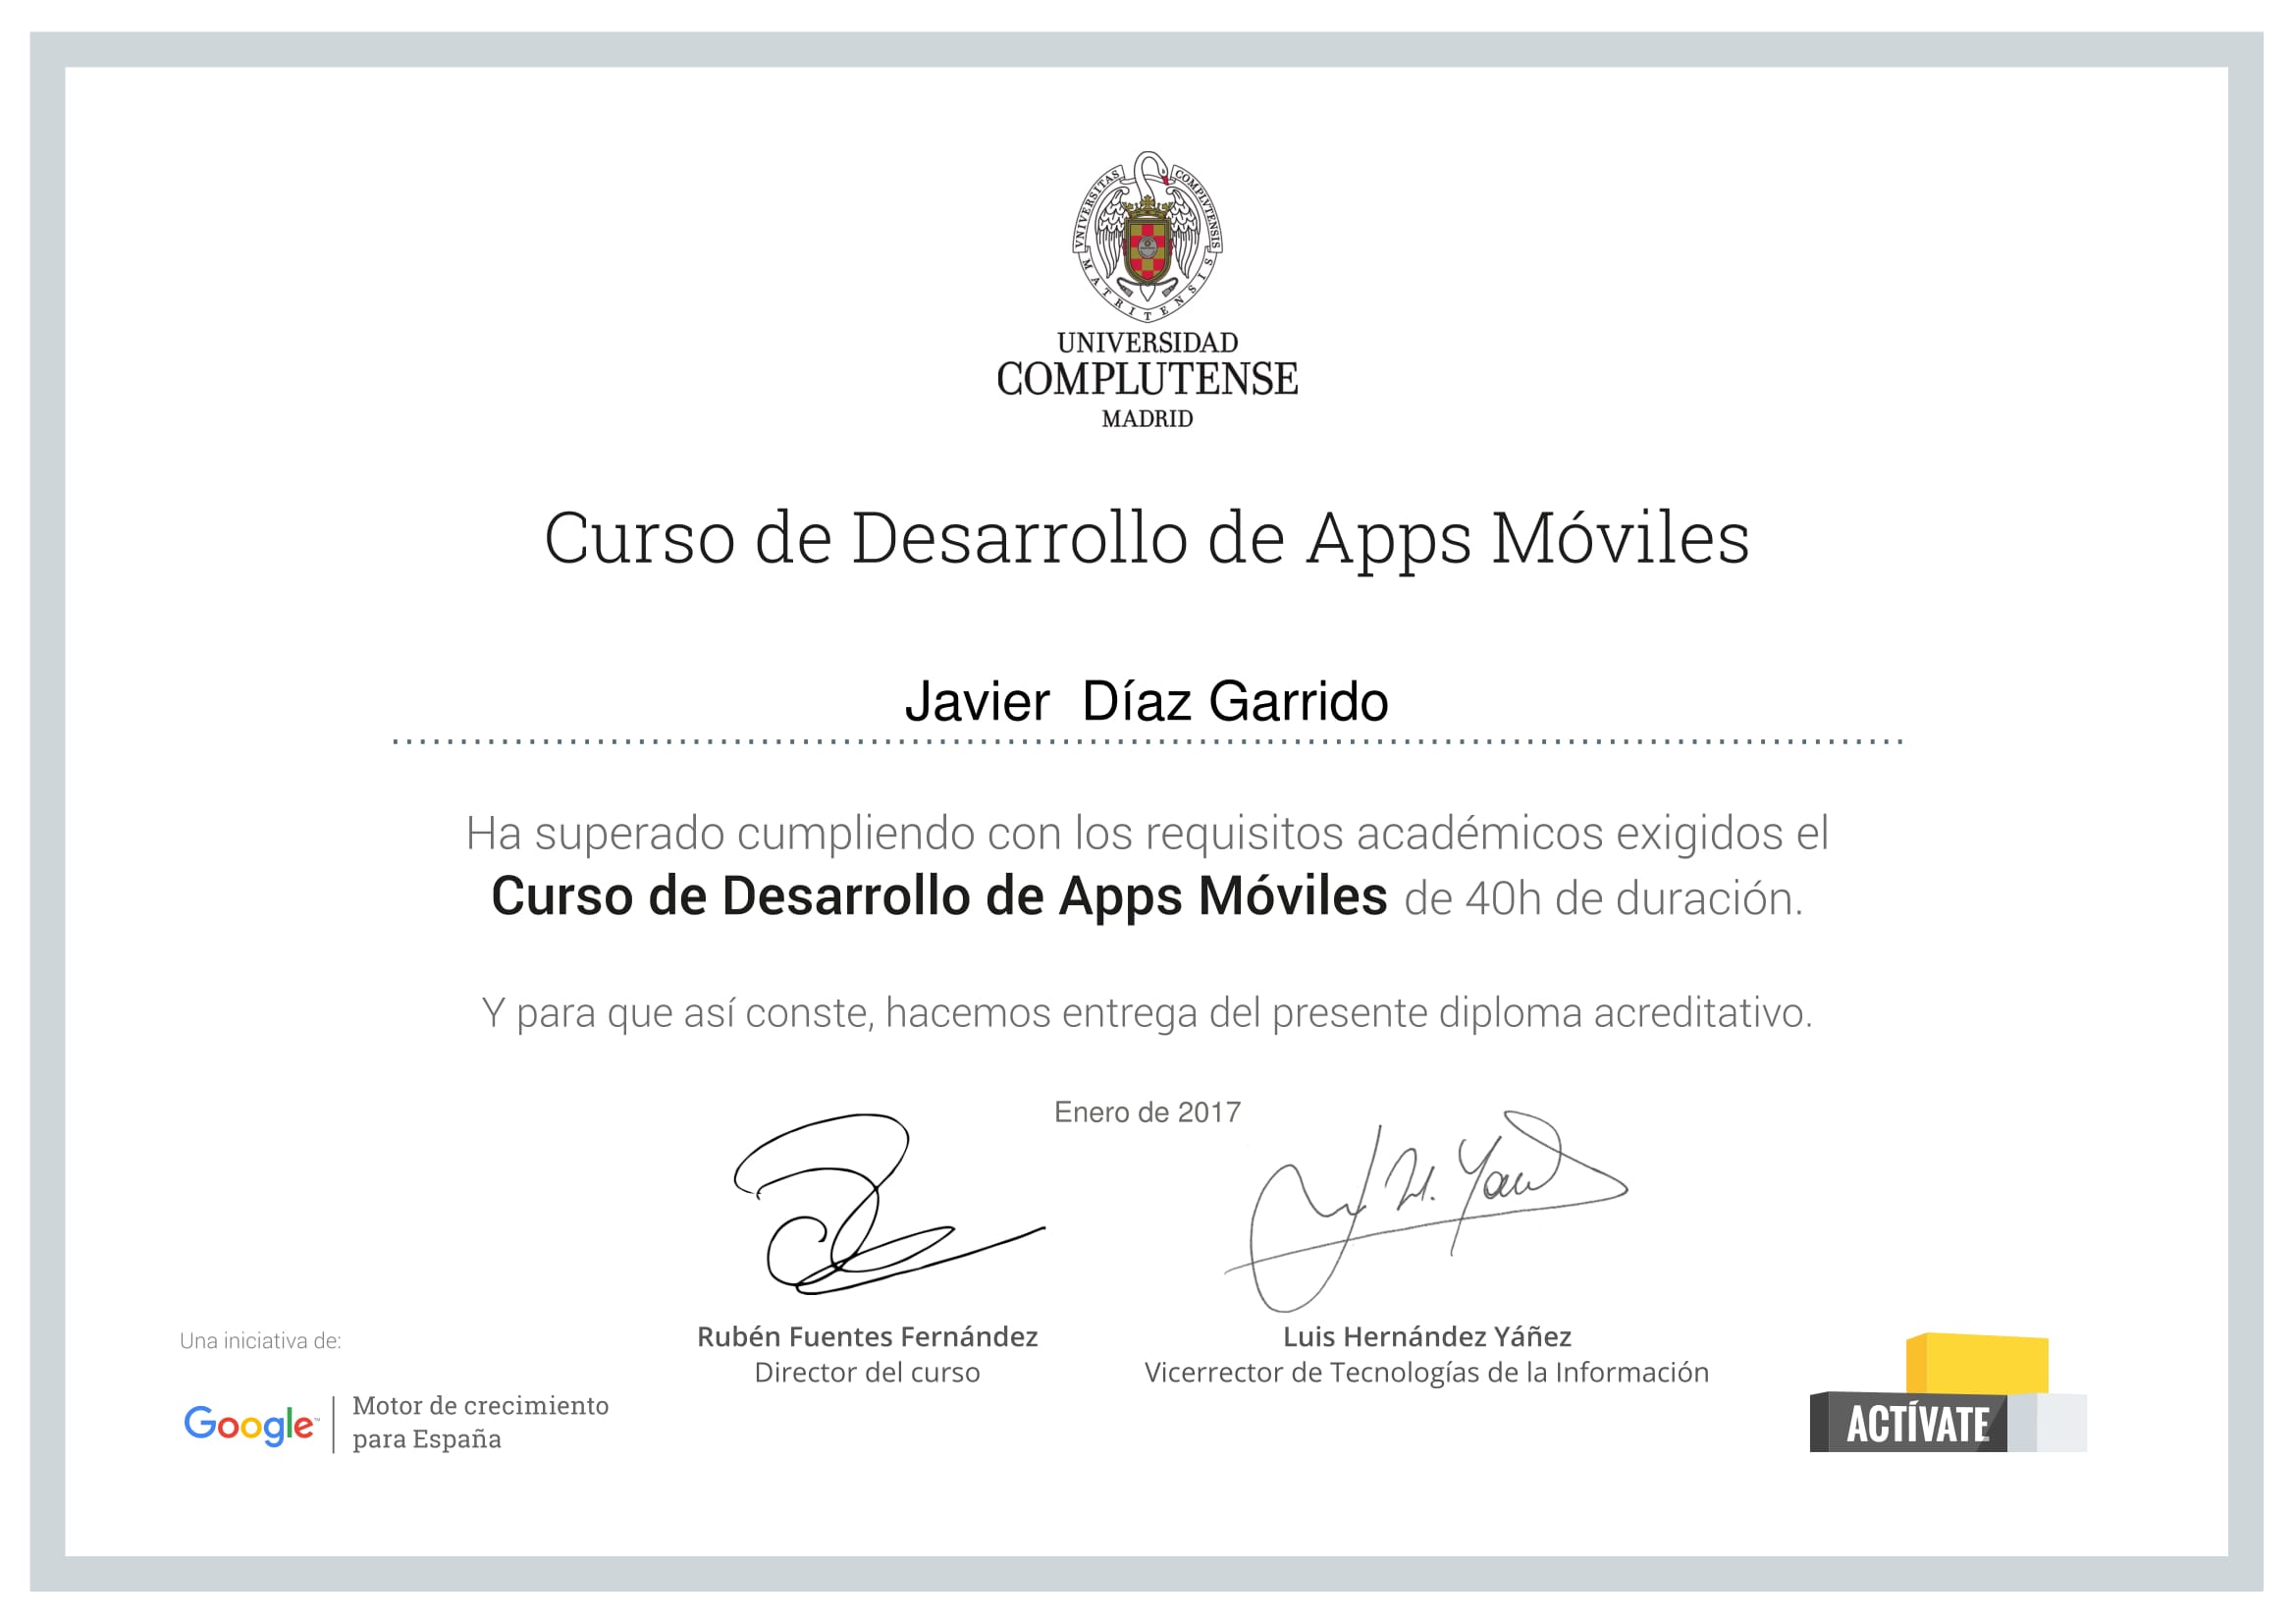 VNIVERSITAS COMPLVTENSIS
MATRITENSIS
UNIVERSIDAD
COMPLUTENSE
MADRID
Curso de Desarrollo de Apps Móviles
Javier Díaz Garrido
Ha superado cumpliendo con los requisitos académicos exigidos el
Curso de Desarrollo de Apps Móviles de 40h de duración.
Y para que así conste, hacemos entrega del presente diploma acreditativo.
Enero de 2017
Rubén Fuentes Fernández
Director del curso
Luis Hernández Yáñez
Vicerrector de Tecnologías de la Información
Una iniciativa de:
Google™
Motor de crecimiento
para España
ACTÍVATE